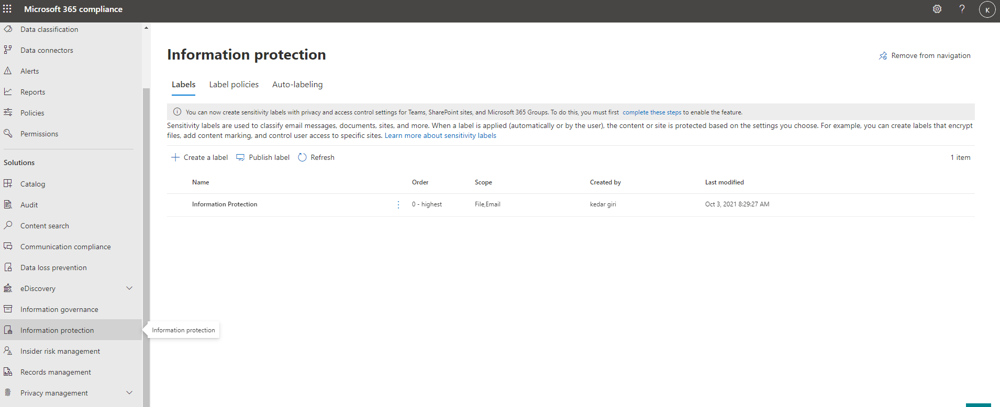 Microsoft 365 compliance
?
K
Data classification
Data connectors
Alerts
Reports
Policies
Permissions
Solutions
Catalog
Audit
Content search
Communication compliance
Data loss prevention
eDiscovery
Information governance
Information protection
Insider risk management
Records management
Privacy management
Information protection
Information protection
Remove from navigation
Labels Label policies Auto-labeling
You can now create sensitivity labels with privacy and access control settings for Teams, SharePoint sites, and Microsoft 365 Groups. To do this, you must first complete these steps to enable the feature.
Sensitivity labels are used to classify email messages, documents, sites, and more. When a label is applied (automatically or by the user), the content or site is protected based on the settings you choose. For example, you can create labels that encrypt
files, add content marking, and control user access to specific sites. Learn more about sensitivity labels
Create a label Publish label Refresh 1 item
Name Order Scope Created by Last modified
Information Protection 0 - highest File,Email kedar giri Oct 3, 2021 8:29:27 AM